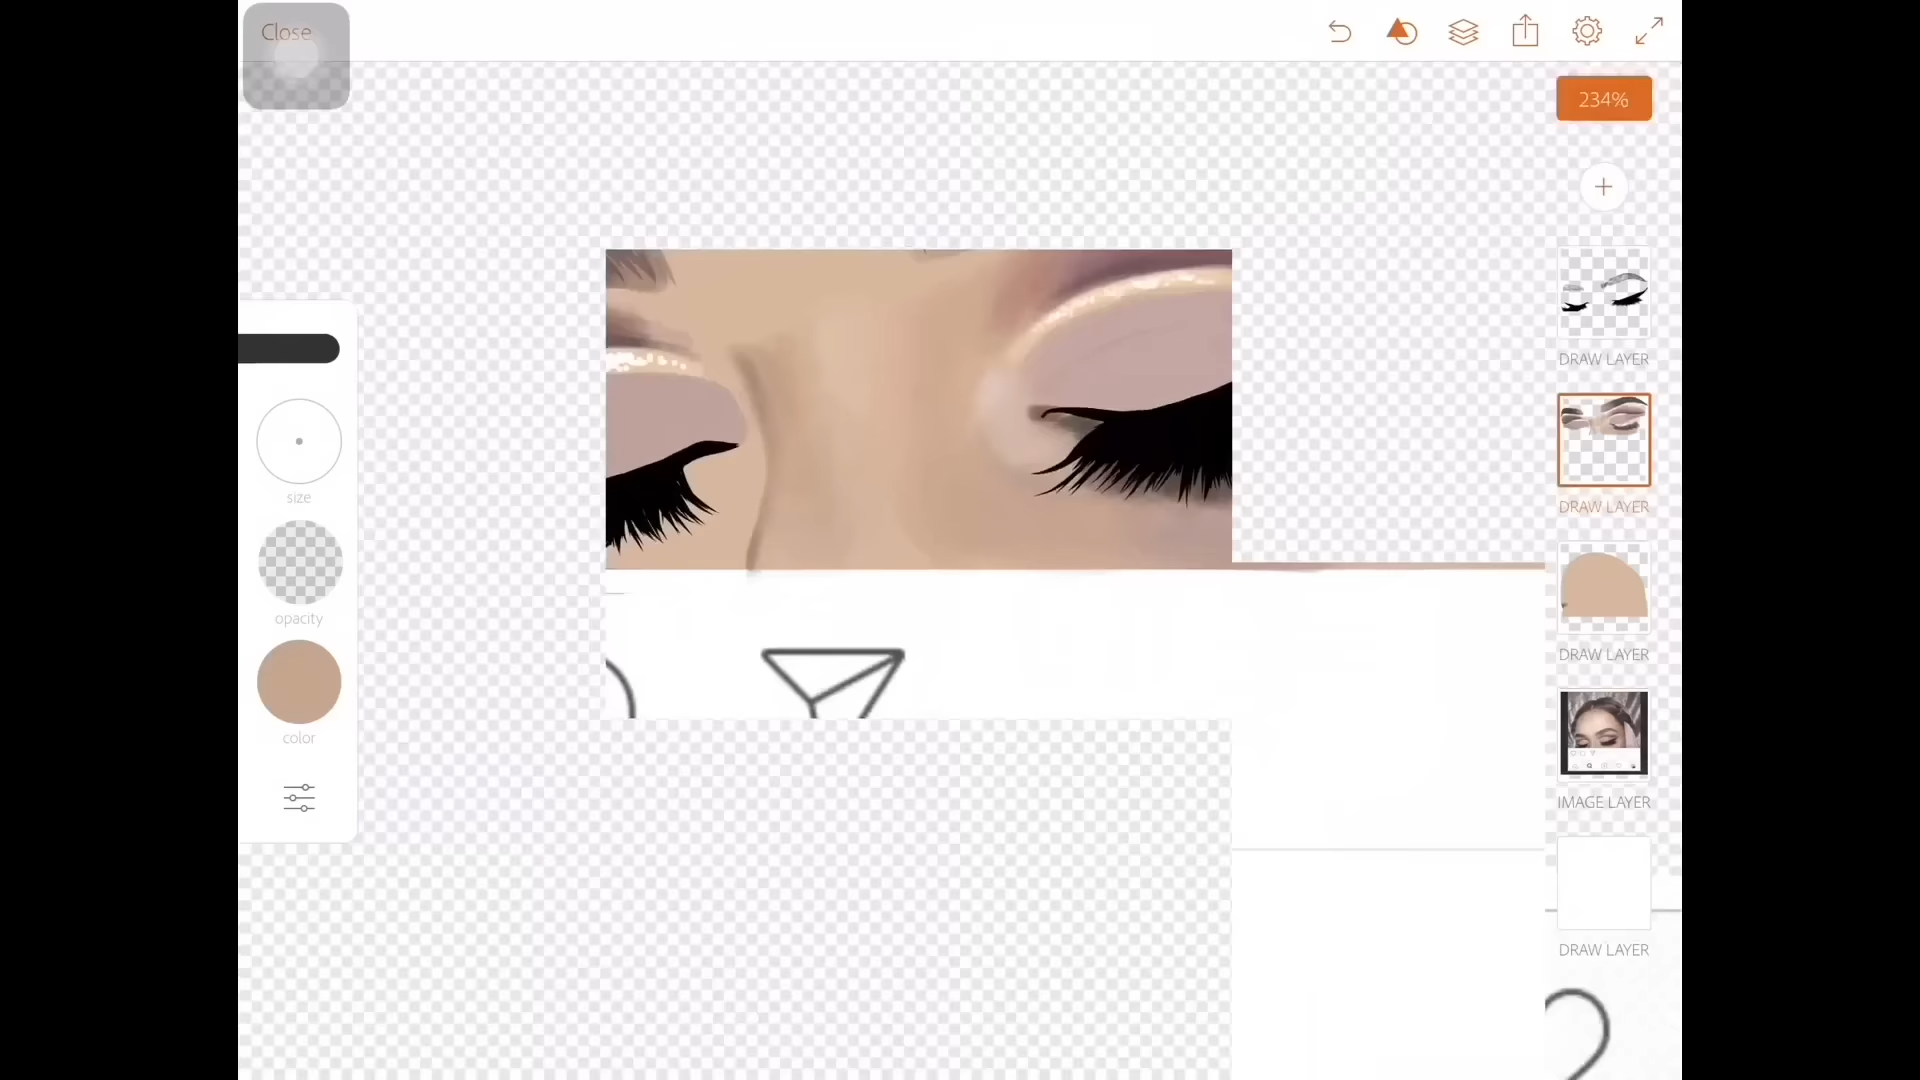 Close
234%
DRAW LAYER
size
DRAW LAYER
opacity
DRAW LAYER
color
IMAGE LAYER
DRAW LAYER